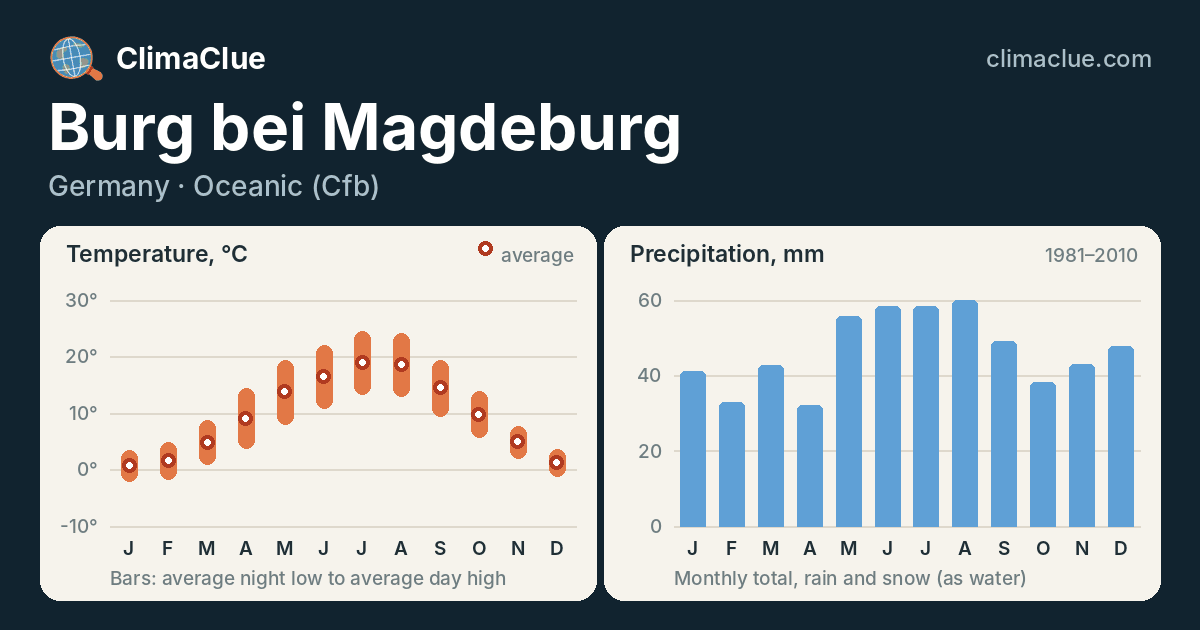 ClimaClue
climaclue.com
Burg bei Magdeburg
Germany · Oceanic (Cfb)
Temperature, °C
average
30°
20°
10°
0°
-10°
J F M A M J J A S O N D
Bars: average night low to average day high
Precipitation, mm
1981–2010
60
40
20
0
J F M A M J J A S O N D
Monthly total, rain and snow (as water)